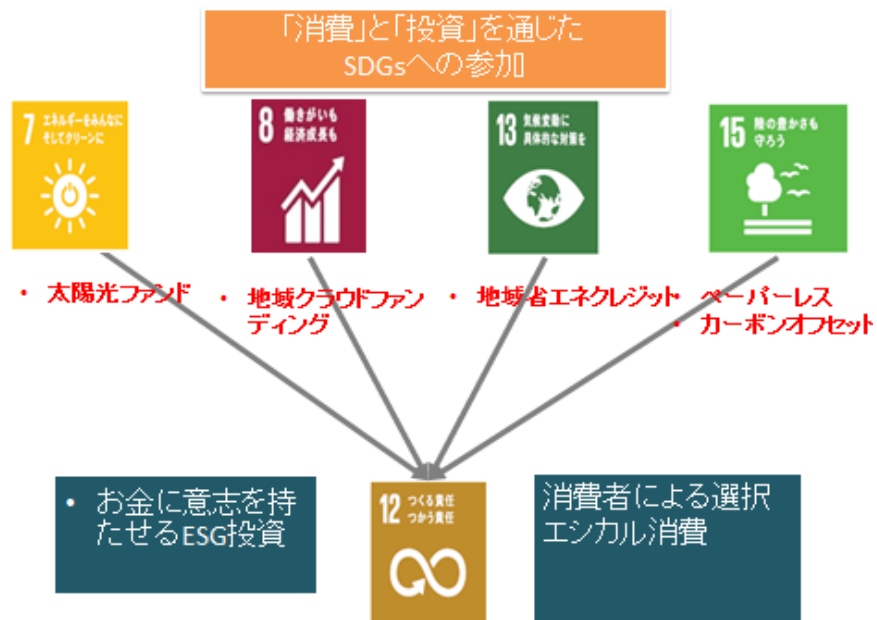 「消費」と「投資」を通じた
SDGsへの参加
7 エネルギーをみんなに
そしてクリーンに
8 働きがいも
経済成長も
13 気候変動に
具体的な対策を
15 陸の豊かさも
守ろう
• 太陽光ファンド
• 地域クラウドファン
ディング
• 地域省エネクレジット
• ペーパーレス
• カーボンオフセット
• お金に意志を持
たせるESG投資
12 つくる責任
つかう責任
消費者による選択
エシカル消費